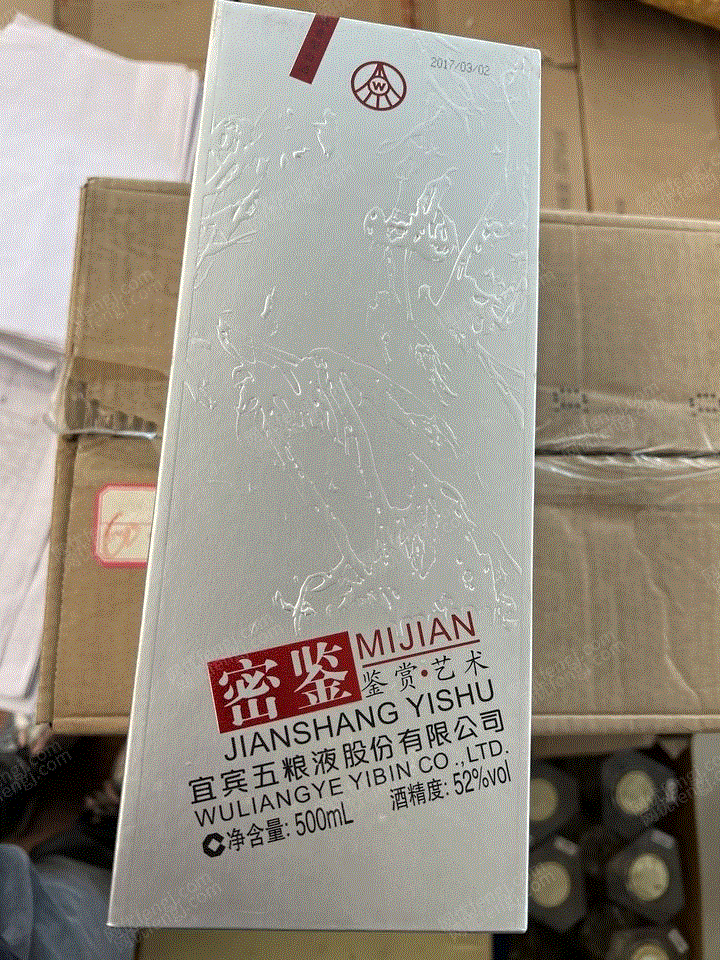 2017/03/02
W
密鉴
MIJIAN
鉴赏·艺术
JIANSHANG YISHU
宜宾五粮液股份有限公司
WULIANGYE YIBIN CO.,LTD.
净含量: 500mL 酒精度: 52%vol